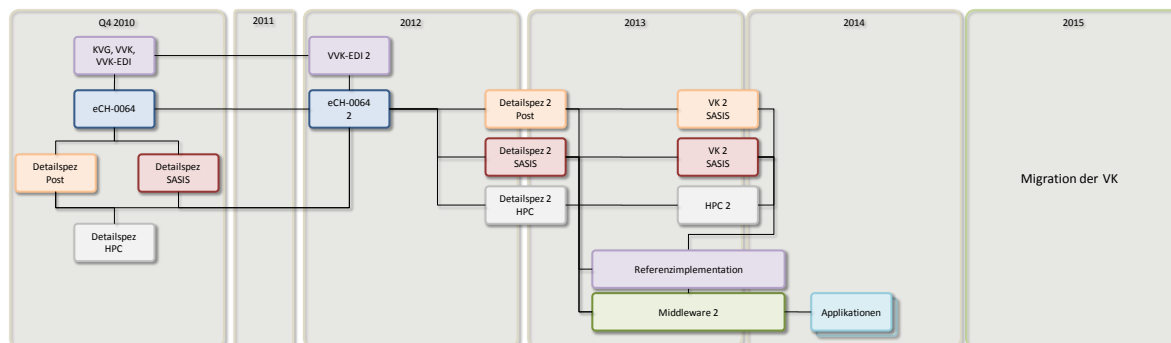 Q4 2010
2011
2012
2013
2014
2015
KVG, VVK,
VVK-EDI
VVK-EDI 2
eCH-0064
eCH-0064
2
Detailspez 2
Post
VK 2
SASIS
Detailspez
Post
Detailspez
SASIS
Detailspez 2
SASIS
VK 2
SASIS
Migration der VK
Detailspez 2
HPC
HPC 2
Detailspez
HPC
Referenzimplementation
Middleware 2
Applikationen